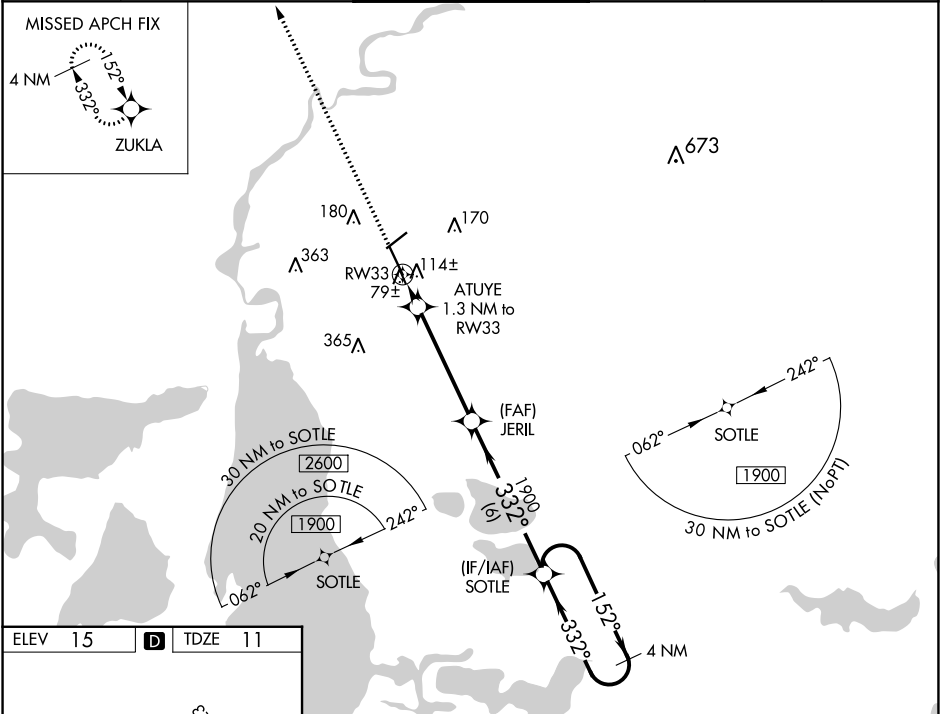 MISSED APCH FIX
4 NM
152°
332°
ZUKLA
673
180
170
363
RW33
114±
79±
ATUYE
1.3 NM to
RW33
365
(FAF)
JERIL
242°
062°
SOTLE
1900
30 NM to SOTLE (NoPT)
30 NM to SOTLE
2600
20 NM to SOTLE
1900
242°
062°
SOTLE
1900
332°
(6)
(IF/IAF)
SOTLE
152°
332°
4 NM
ELEV 15 D TDZE 11